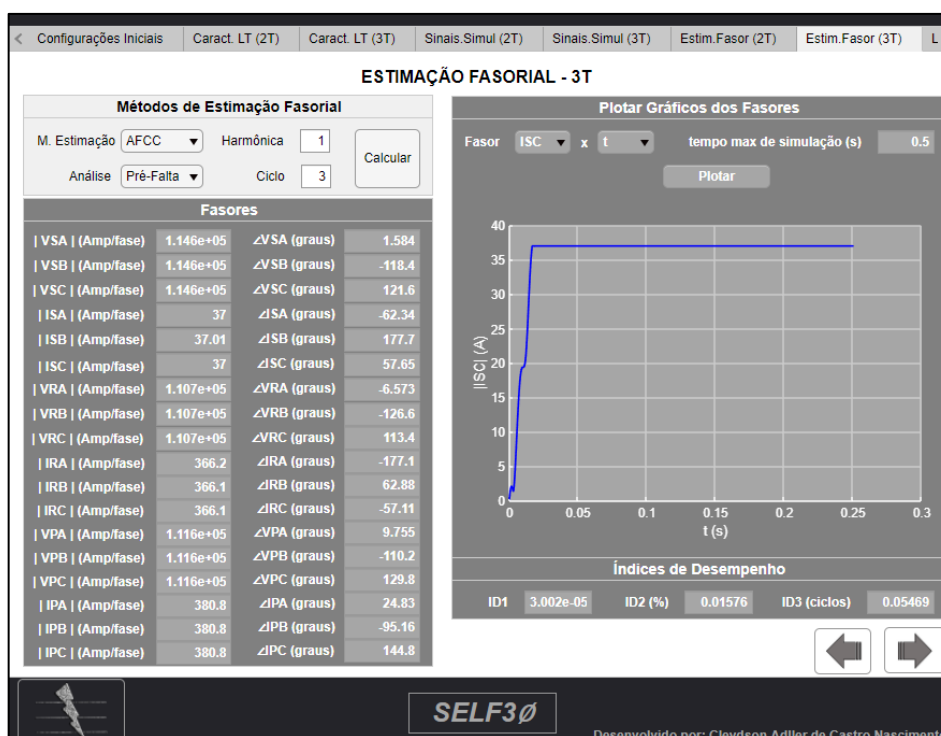 Configurações Iniciais Caract. LT (2T) Caract. LT (3T) Sinais.Simul (2T) Sinais.Simul (3T) Estim.Fasor (2T) Estim.Fasor (3T) L
ESTIMAÇÃO FASORIAL - 3T
Métodos de Estimação Fasorial
M. Estimação AFCC Harmônica 1
Calcular
Análise Pré-Falta Ciclo 3
Fasores
| VSA | (Amp/fase) 1.146e+05 ∠VSA (graus) 1.584
| VSB | (Amp/fase) 1.146e+05 ∠VSB (graus) -118.4
| VSC | (Amp/fase) 1.146e+05 ∠VSC (graus) 121.6
| ISA | (Amp/fase) 37 ∠ISA (graus) -62.34
| ISB | (Amp/fase) 37.01 ∠ISB (graus) 177.7
| ISC | (Amp/fase) 37 ∠ISC (graus) 57.65
| VRA | (Amp/fase) 1.107e+05 ∠VRA (graus) -6.573
| VRB | (Amp/fase) 1.107e+05 ∠VRB (graus) -126.6
| VRC | (Amp/fase) 1.107e+05 ∠VRC (graus) 113.4
| IRA | (Amp/fase) 366.2 ∠IRA (graus) -177.1
| IRB | (Amp/fase) 366.1 ∠IRB (graus) 62.88
| IRC | (Amp/fase) 366.1 ∠IRC (graus) -57.11
| VPA | (Amp/fase) 1.116e+05 ∠VPA (graus) 9.755
| VPB | (Amp/fase) 1.116e+05 ∠VPB (graus) -110.2
| VPC | (Amp/fase) 1.116e+05 ∠VPC (graus) 129.8
| IPA | (Amp/fase) 380.8 ∠IPA (graus) 24.83
| IPB | (Amp/fase) 380.8 ∠IPB (graus) -95.16
| IPC | (Amp/fase) 380.8 ∠IPC (graus) 144.8
Plotar Gráficos dos Fasores
Fasor ISC x t tempo max de simulação (s) 0.5
Plotar
40
35
30
25
20
15
10
5
0
|ISC| (A)
0 0.05 0.1 0.15 0.2 0.25 0.3
t (s)
Índices de Desempenho
ID1 3.002e-05 ID2 (%) 0.01576 ID3 (ciclos) 0.05469
SELF3Ø
Desenvolvido por: Cleydson Adller de Castro Nascimento